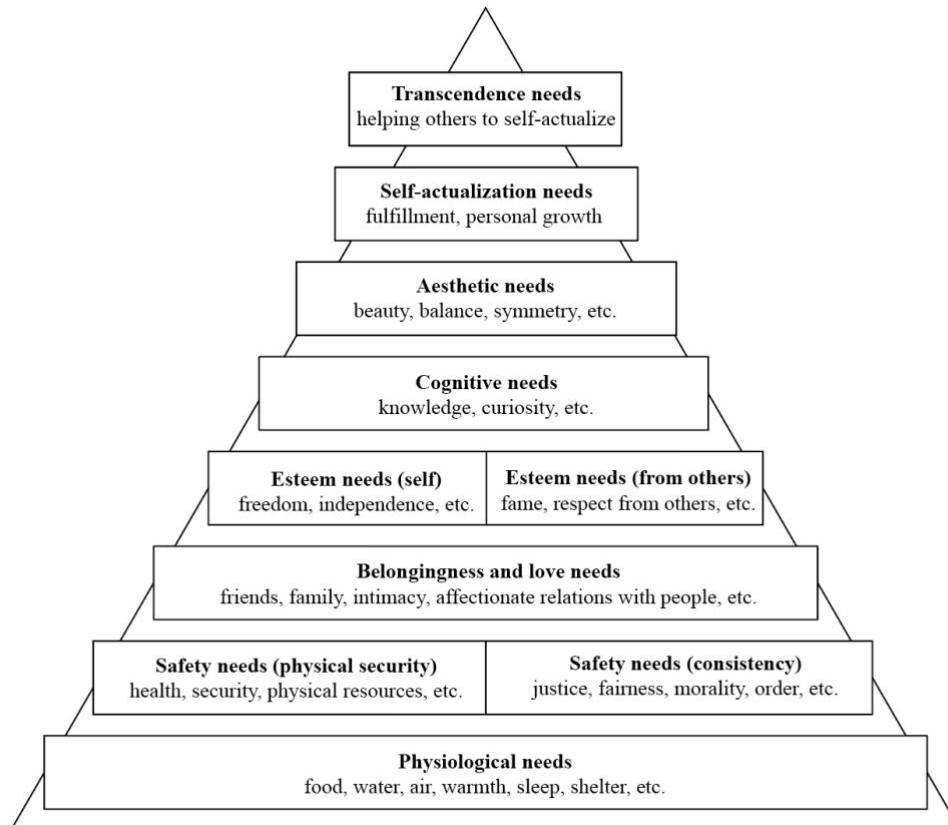 Transcendence needs
helping others to self-actualize
Self-actualization needs
fulfillment, personal growth
Aesthetic needs
beauty, balance, symmetry, etc.
Cognitive needs
knowledge, curiosity, etc.
Esteem needs (self)
freedom, independence, etc.
Esteem needs (from others)
fame, respect from others, etc.
Belongingness and love needs
friends, family, intimacy, affectionate relations with people, etc.
Safety needs (physical security)
health, security, physical resources, etc.
Safety needs (consistency)
justice, fairness, morality, order, etc.
Physiological needs
food, water, air, warmth, sleep, shelter, etc.